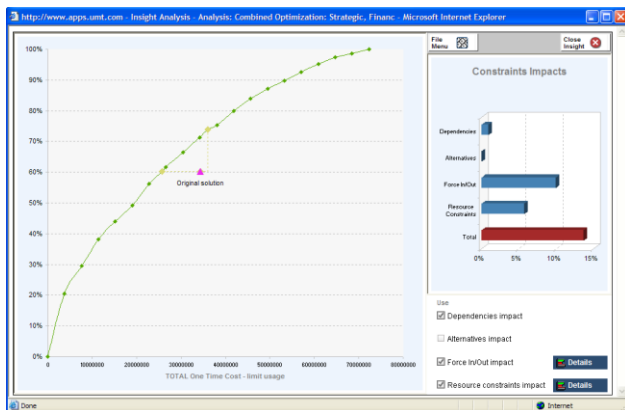 http://www.apps.umt.com - Insight Analysis - Analysis: Combined Optimization: Strategic, Financ - Microsoft Internet Explorer
File
Menu
Close
Insight
100%
90%
80%
70%
60%
50%
40%
30%
20%
10%
0%
Original solution
0 10000000 20000000 30000000 40000000 50000000 60000000 70000000 80000000
TOTAL One Time Cost - limit usage
Constraints Impacts
Dependencies
Alternatives
Force In/Out
Resource
Constraints
Total
0% 5% 10% 15%
Use
Dependencies impact
Alternatives impact
Force In/Out impact Details
Resource constraints impact Details
Done Internet